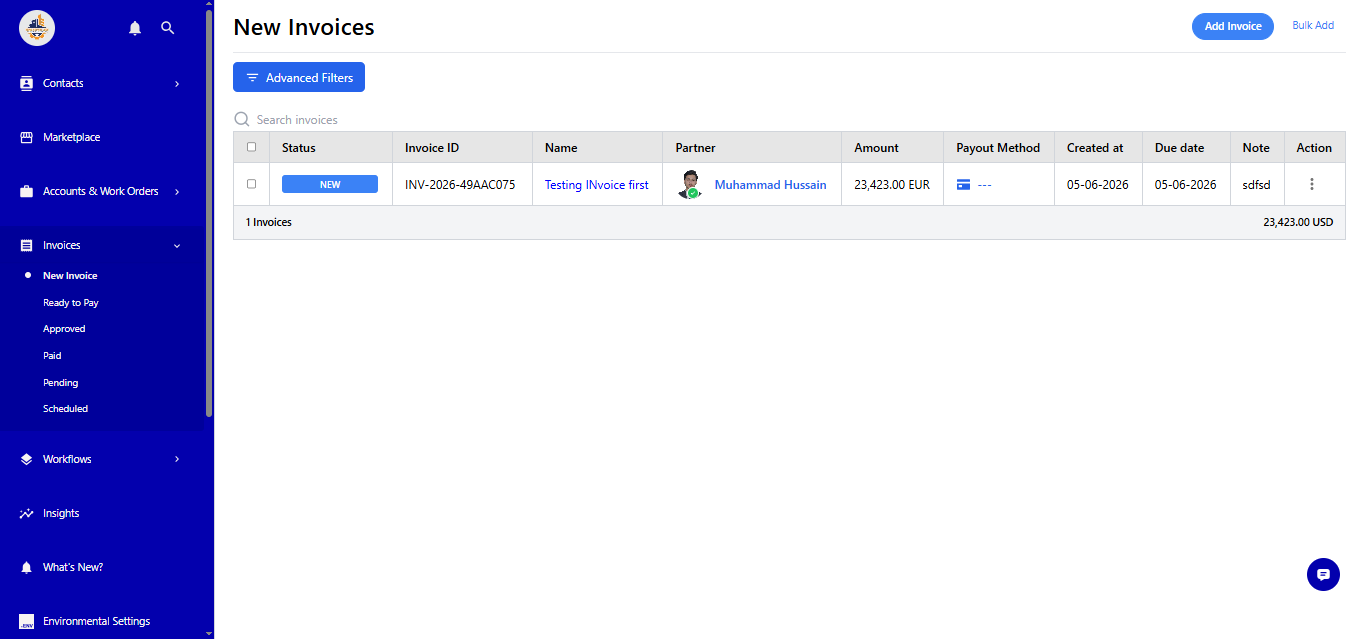 New Invoices
Add Invoice
Bulk Add
Contacts
Marketplace
Accounts & Work Orders
Invoices
New Invoice
Ready to Pay
Approved
Paid
Pending
Scheduled
Workflows
Insights
What's New?
.ENV
Environmental Settings
Advanced Filters
Search invoices
Status Invoice ID Name Partner Amount Payout Method Created at Due date Note Action
NEW INV-2026-49AAC075 Testing INvoice first Muhammad Hussain 23,423.00 EUR --- 05-06-2026 05-06-2026 sdfsd
1 Invoices 23,423.00 USD